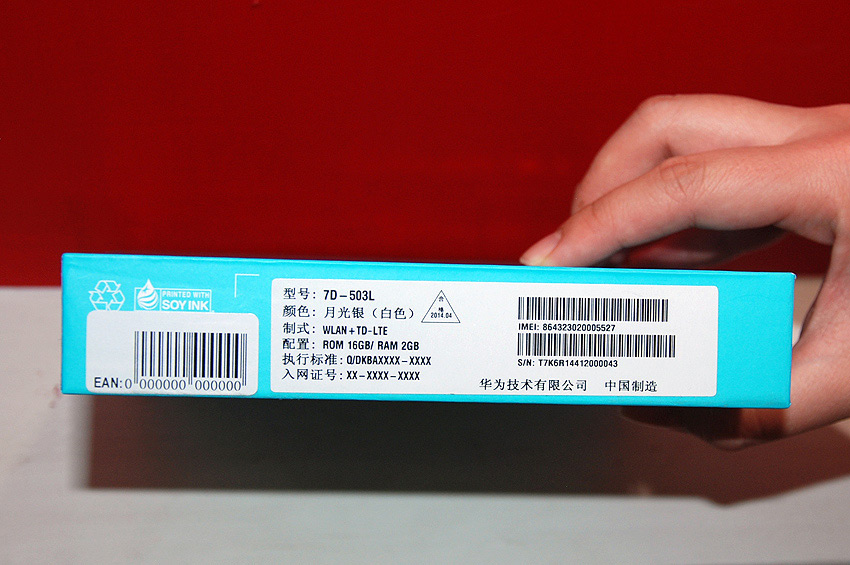 PRINTED WITH
SOY INK
EAN:0 000000 000000
型号: 7D-503L
颜色: 月光银（白色）
制式: WLAN+TD-LTE
配置: ROM 16GB/ RAM 2GB
执行标准: Q/DKBAXXXX-XXXX
入网证号: XX-XXXX-XXXX
合
格
2014.04
IMEI: 864323020005527
S/N: T7K6R14412000043
华为技术有限公司 中国制造